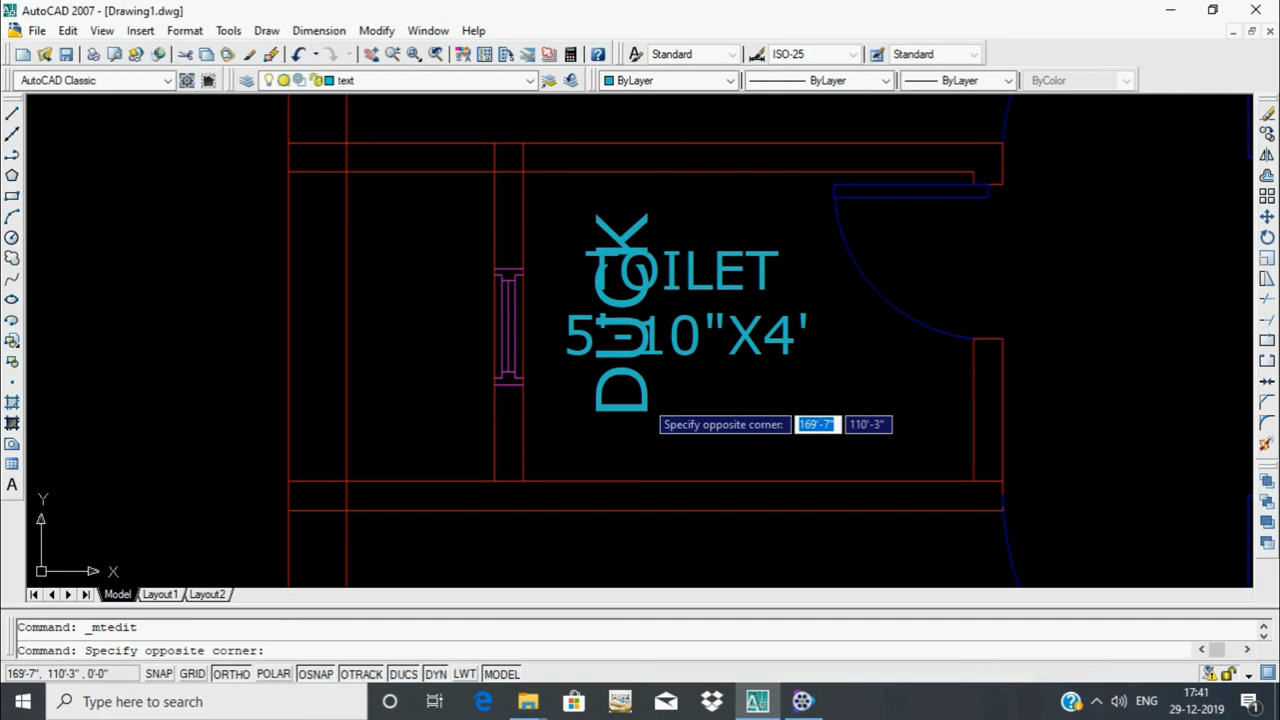 AutoCAD 2007 - [Drawing1.dwg]
File Edit View Insert Format Tools Draw Dimension Modify Window Help
Standard ISO-25 Standard
AutoCAD Classic text ByLayer ByLayer ByLayer ByColor
DUCK
TOILET
5'-10"X4'
Specify opposite corner: 169'-7" 110'-3"
Y
X
Model Layout1 Layout2
Command: _mtedit
Command: Specify opposite corner:
169'-7", 110'-3", 0'-0" SNAP GRID ORTHO POLAR OSNAP OTRACK DUCS DYN LWT MODEL
Type here to search
ENG
17:41
29-12-2019
1